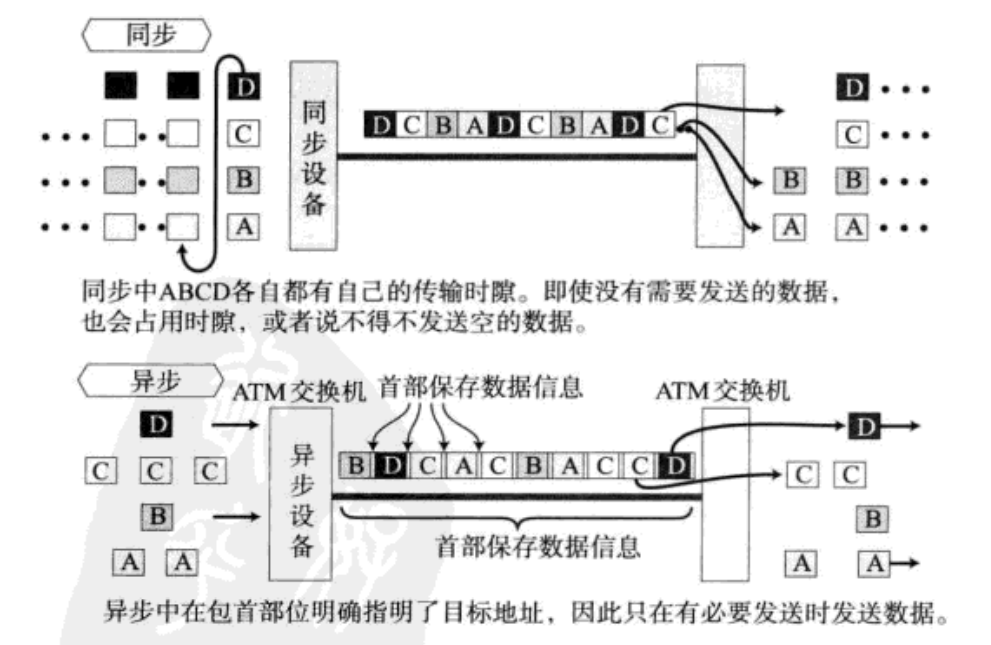 同步
D
C
B
A
同步设备
D C B A D C B A D C
D
C
B B
A A
同步中ABCD各自都有自己的传输时隙。即使没有需要发送的数据，
也会占用时隙，或者说不得不发送空的数据。
异步
ATM交换机
首部保存数据信息
ATM交换机
D
C C C
B
A A
异步设备
B D C A C B A C C D
首部保存数据信息
D
C C
B
A A
异步中在包首部位明确指明了目标地址，因此只在有必要发送时发送数据。